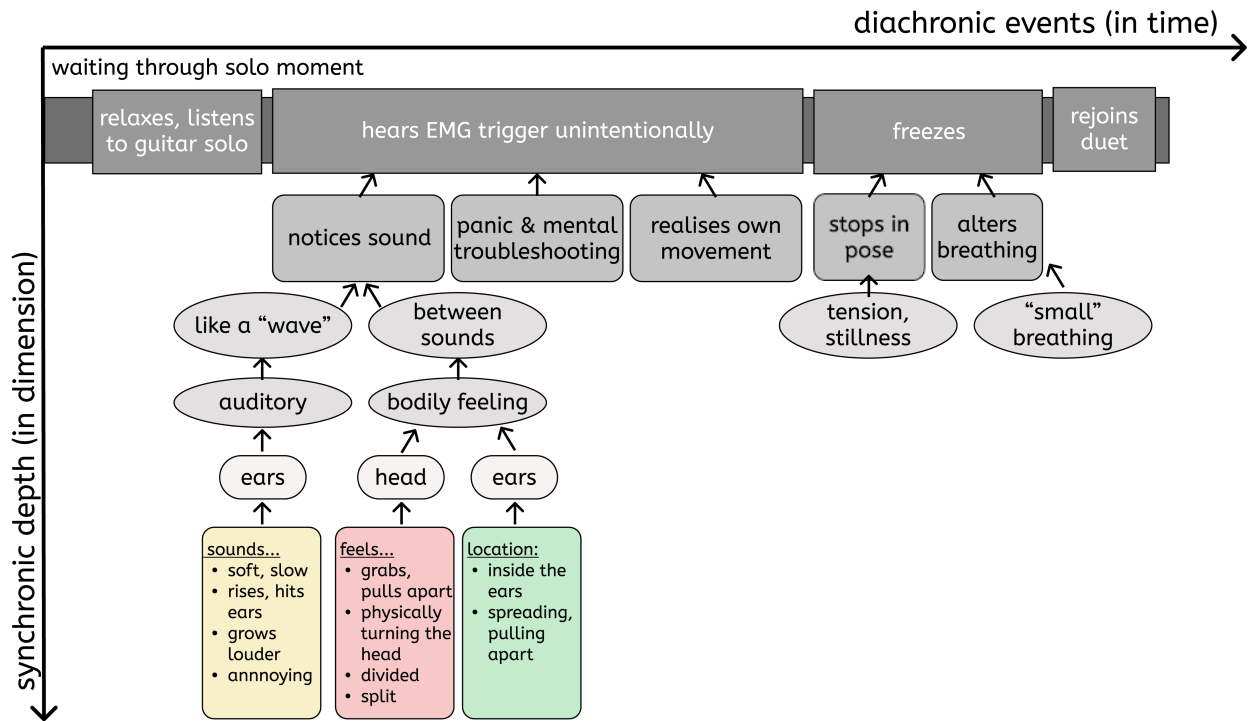 diachronic events (in time)
waiting through solo moment
relaxes, listens
to guitar solo
hears EMG trigger unintentionally
freezes
rejoins
duet
notices sound
panic & mental
troubleshooting
realises own
movement
stops in
pose
alters
breathing
like a “wave”
between
sounds
tension,
stillness
“small”
breathing
auditory
bodily feeling
ears
head
ears
sounds...
• soft, slow
• rises, hits
ears
• grows
louder
• annnoying
feels...
• grabs,
pulls apart
• physically
turning the
head
• divided
• split
location:
• inside the
ears
• spreading,
pulling
apart
synchronic depth (in dimension)